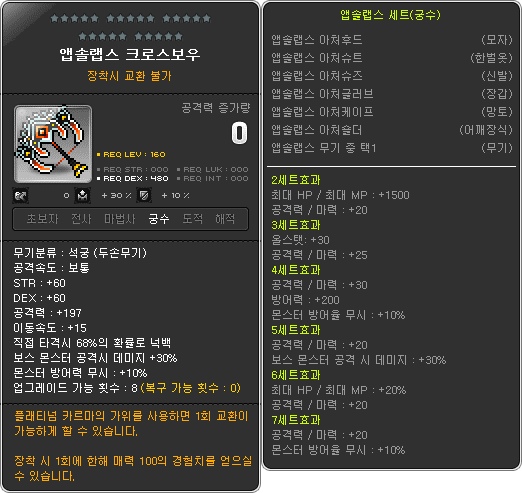 앱솔랩스 크로스보우
장착시 교환 불가
공격력 증가량
0
REQ LEV : 160
REQ STR : 000
REQ LUK : 000
REQ DEX : 480
REQ INT : 000
0
+ 30 %
+ 10 %
초보자 전사 마법사 궁수 도적 해적
무기분류 : 석궁 (두손무기)
공격속도 : 보통
STR : +60
DEX : +60
공격력 : +197
이동속도 : +15
직접 타격시 68%의 확률로 넉백
보스 몬스터 공격시 데미지 +30%
몬스터 방어력 무시 : +10%
업그레이드 가능 횟수 : 8 (복구 가능 횟수 : 0)
플래티넘 카르마의 가위를 사용하면 1회 교환이
가능하게 할 수 있습니다.
장착 시 1회에 한해 매력 100의 경험치를 얻으실
수 있습니다.
앱솔랩스 세트(궁수)
앱솔랩스 아처후드 (모자)
앱솔랩스 아처슈트 (한벌옷)
앱솔랩스 아처슈즈 (신발)
앱솔랩스 아처글러브 (장갑)
앱솔랩스 아처케이프 (망토)
앱솔랩스 아처숄더 (어깨장식)
앱솔랩스 무기 중 택1 (무기)
2세트효과
최대 HP / 최대 MP : +1500
공격력 / 마력 : +20
3세트효과
올스탯: +30
공격력 / 마력 : +25
4세트효과
공격력 / 마력 : +30
방어력 : +200
몬스터 방어율 무시 : +10%
5세트효과
공격력 / 마력 : +20
보스 몬스터 공격 시 데미지 : +30%
6세트효과
최대 HP / 최대 MP : +20%
공격력 / 마력 : +20
7세트효과
공격력 / 마력 : +20
몬스터 방어율 무시 : +10%